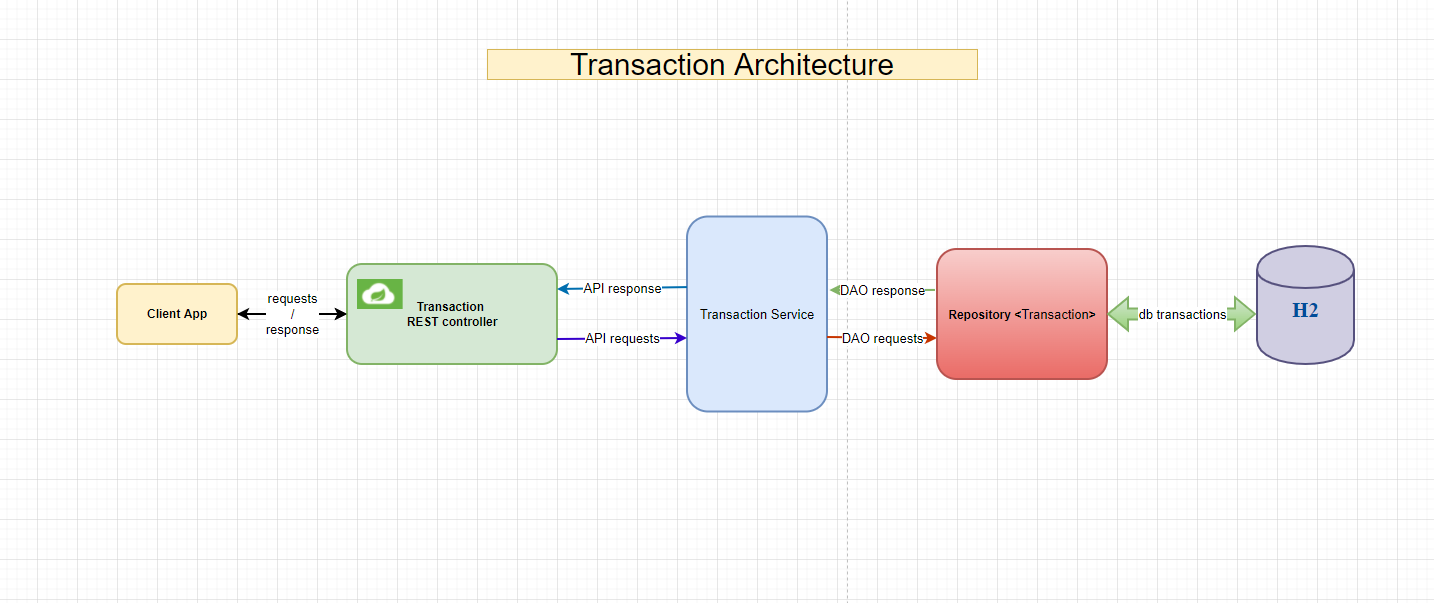 Transaction Architecture
Client App
requests
/
response
Transaction
REST controller
API response
API requests
Transaction Service
DAO response
DAO requests
Repository <Transaction>
db transactions
H2